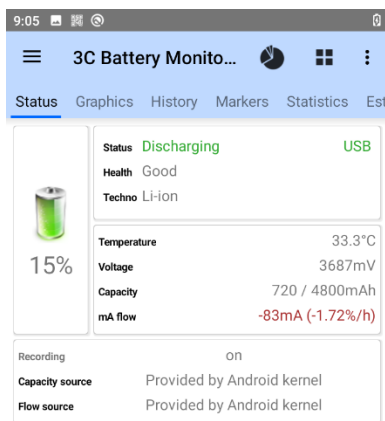 9:05
3C Battery Monito...
Status Graphics History Markers Statistics Est
Status Discharging USB
Health Good
Techno Li-ion
15%
Temperature 33.3°C
Voltage 3687mV
Capacity 720 / 4800mAh
mA flow -83mA (-1.72%/h)
Recording on
Capacity source Provided by Android kernel
Flow source Provided by Android kernel